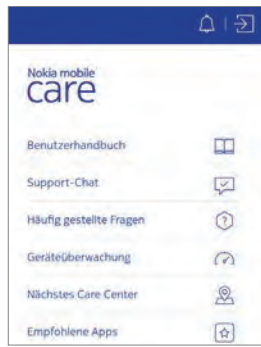 Nokia mobile
care
Benutzerhandbuch
Support-Chat
Häufig gestellte Fragen
Geräteüberwachung
Nächstes Care Center
Empfohlene Apps